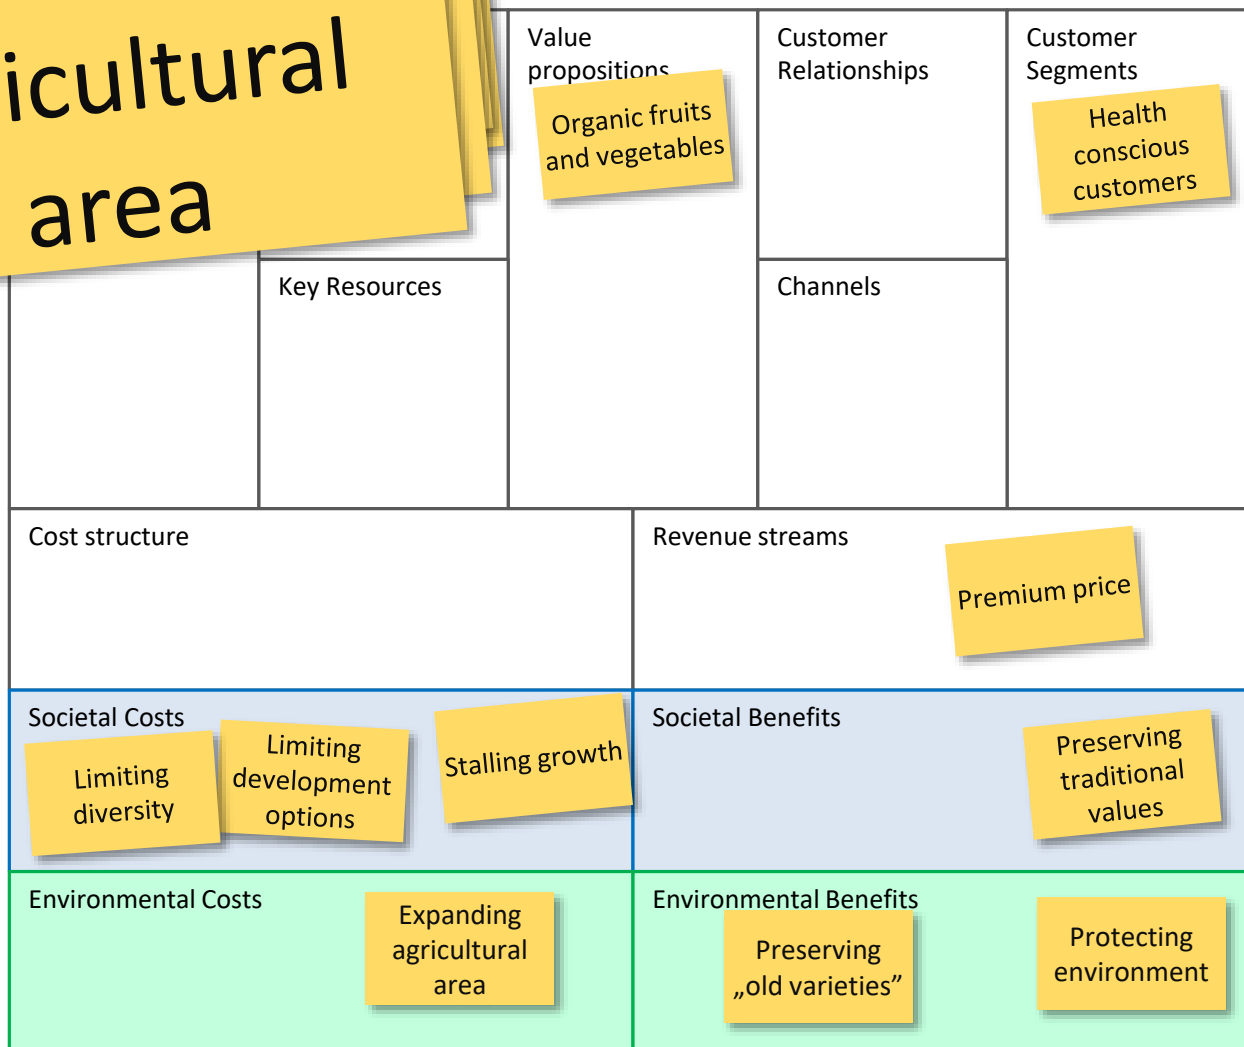 icultural
area
Value
propositions
Organic fruits
and vegetables
Customer
Relationships
Customer
Segments
Health
conscious
customers
Key Resources
Channels
Cost structure
Revenue streams
Premium price
Societal Costs
Limiting
diversity
Limiting
development
options
Stalling growth
Societal Benefits
Preserving
traditional
values
Environmental Costs
Expanding
agricultural
area
Environmental Benefits
Preserving
„old varieties”
Protecting
environment